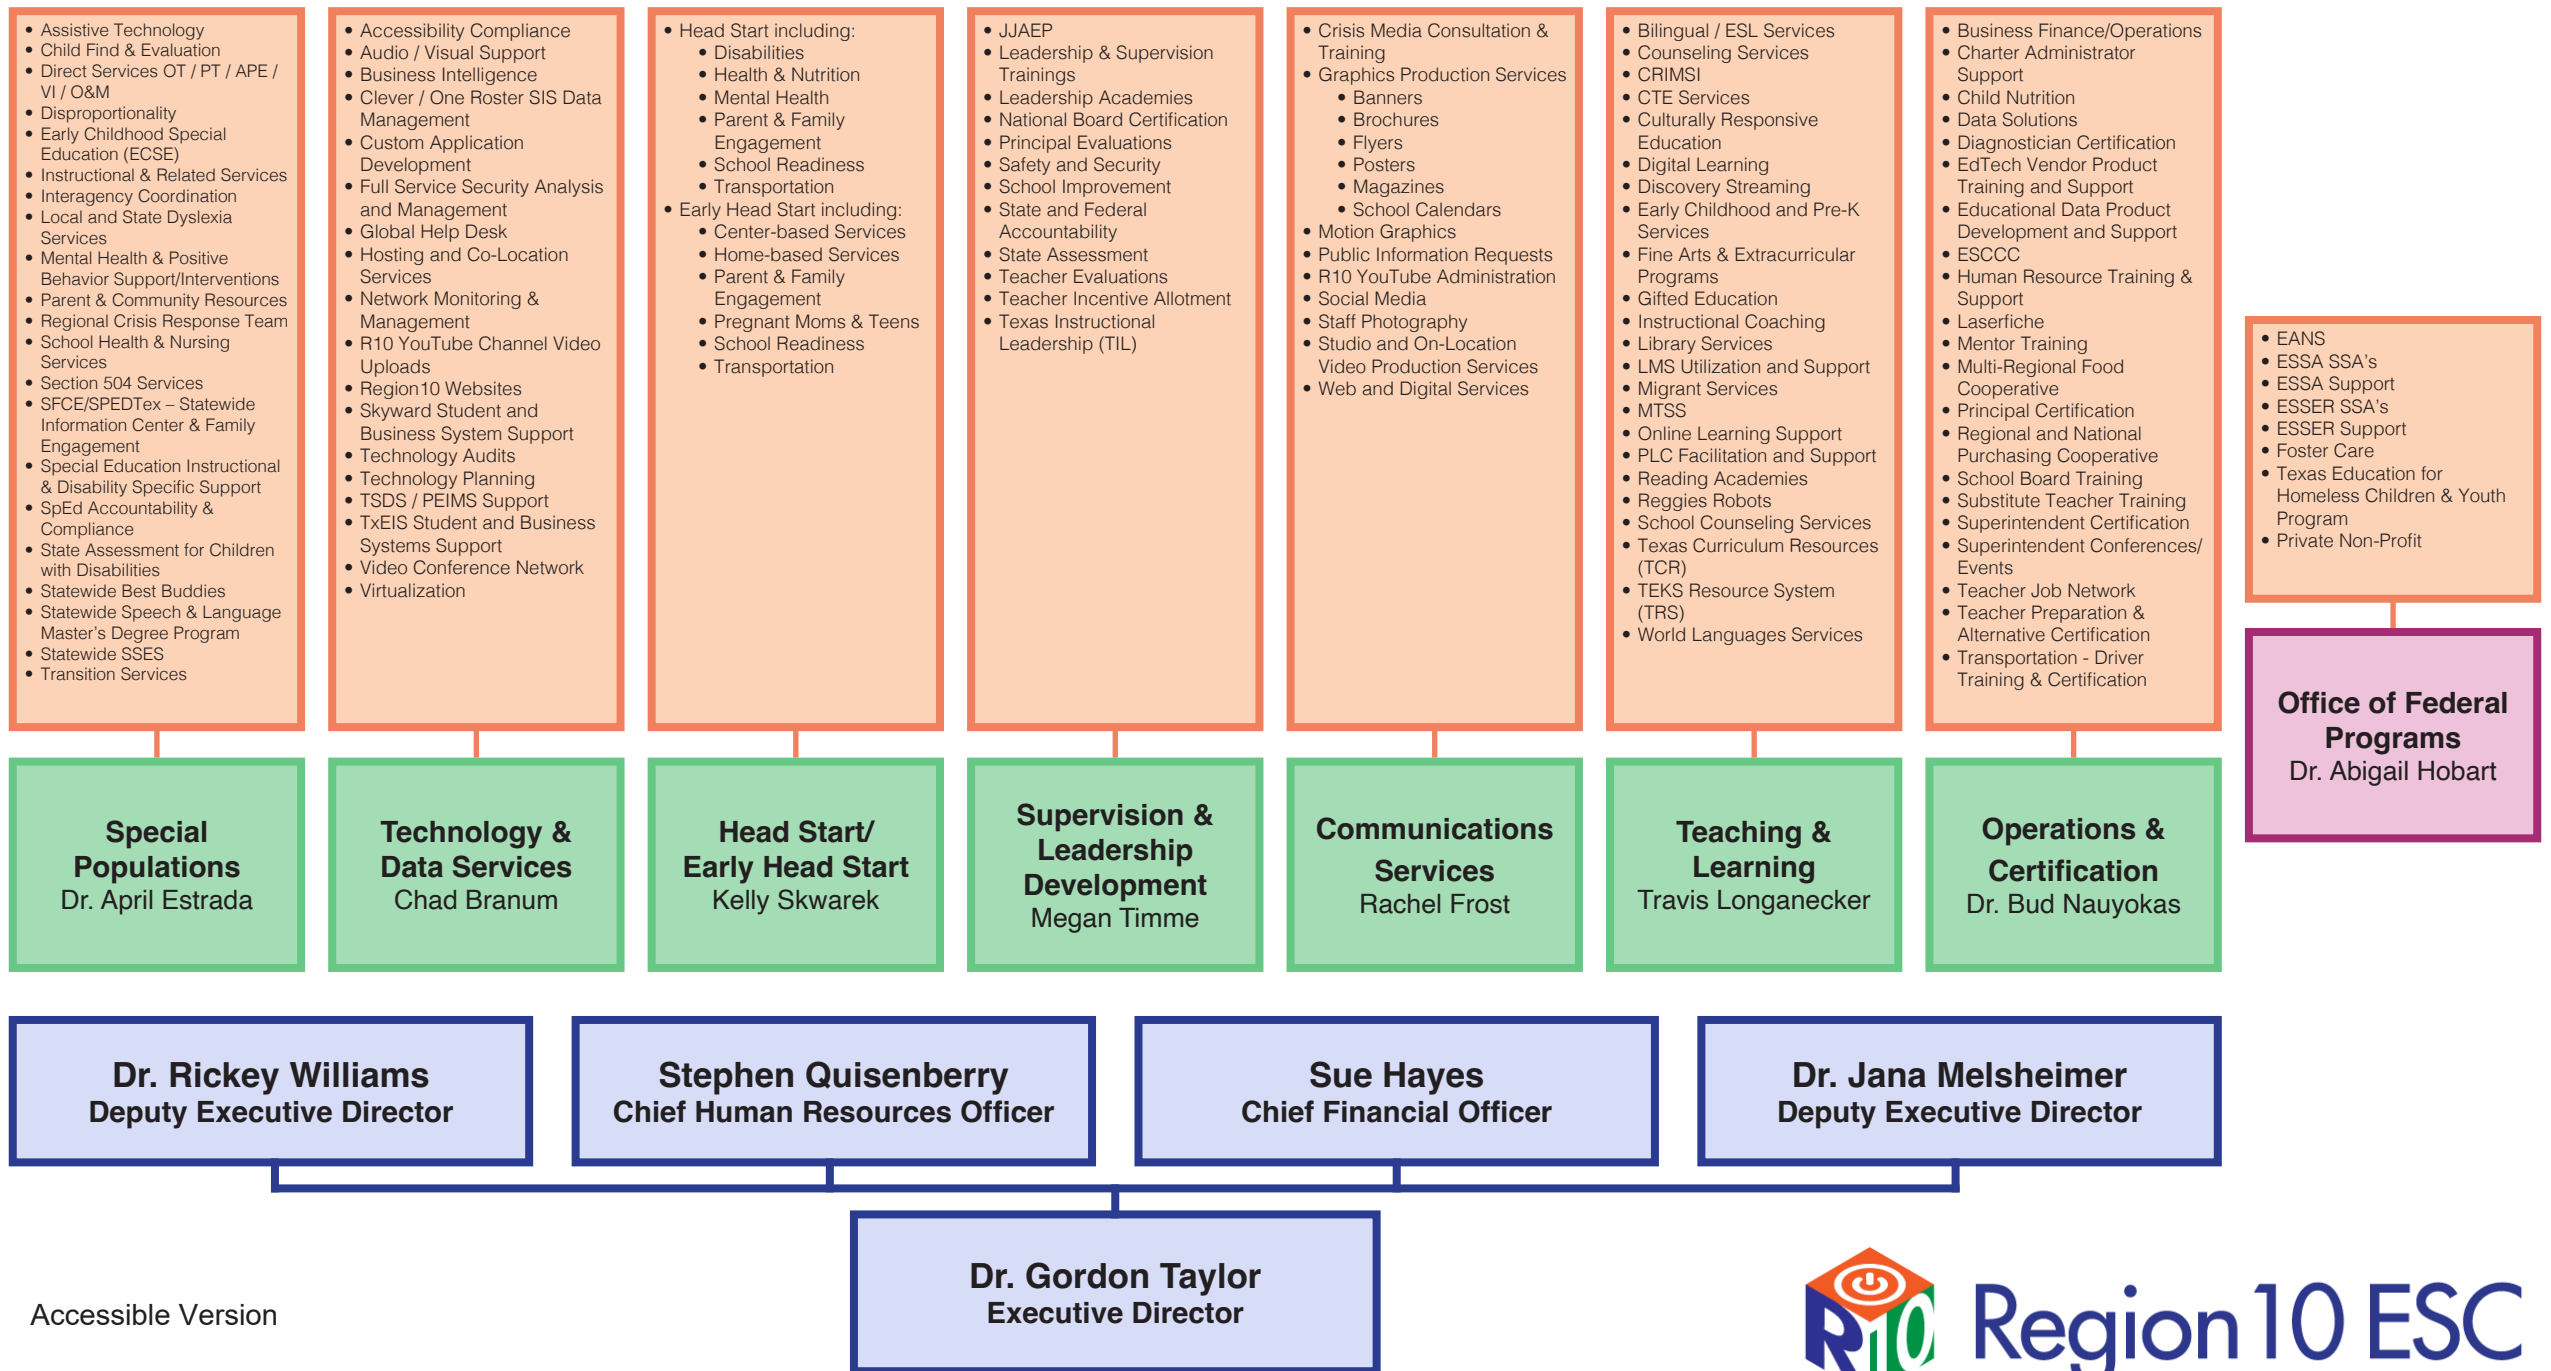 • Assistive Technology
• Child Find & Evaluation
• Direct Services OT / PT / APE /
VI / O&M
• Disproportionality
• Early Childhood Special
Education (ECSE)
• Instructional & Related Services
• Interagency Coordination
• Local and State Dyslexia
Services
• Mental Health & Positive
Behavior Support/Interventions
• Parent & Community Resources
• Regional Crisis Response Team
• School Health & Nursing
Services
• Section 504 Services
• SFCE/SPEDTex – Statewide
Information Center & Family
Engagement
• Special Education Instructional
& Disability Specific Support
• SpEd Accountability &
Compliance
• State Assessment for Children
with Disabilities
• Statewide Best Buddies
• Statewide Speech & Language
Master's Degree Program
• Statewide SSES
• Transition Services
• Accessibility Compliance
• Audio / Visual Support
• Business Intelligence
• Clever / One Roster SIS Data
Management
• Custom Application
Development
• Full Service Security Analysis
and Management
• Global Help Desk
• Hosting and Co-Location
Services
• Network Monitoring &
Management
• R10 YouTube Channel Video
Uploads
• Region10 Websites
• Skyward Student and
Business System Support
• Technology Audits
• Technology Planning
• TSDS / PEIMS Support
• TxEIS Student and Business
Systems Support
• Video Conference Network
• Virtualization
• Head Start including:
• Disabilities
• Health & Nutrition
• Mental Health
• Parent & Family
Engagement
• School Readiness
• Transportation
• Early Head Start including:
• Center-based Services
• Home-based Services
• Parent & Family
Engagement
• Pregnant Moms & Teens
• School Readiness
• Transportation
• JJAEP
• Leadership & Supervision
Trainings
• Leadership Academies
• National Board Certification
• Principal Evaluations
• Safety and Security
• School Improvement
• State and Federal
Accountability
• State Assessment
• Teacher Evaluations
• Teacher Incentive Allotment
• Texas Instructional
Leadership (TIL)
• Crisis Media Consultation &
Training
• Graphics Production Services
• Banners
• Brochures
• Flyers
• Posters
• Magazines
• School Calendars
• Motion Graphics
• Public Information Requests
• R10 YouTube Administration
• Social Media
• Staff Photography
• Studio and On-Location
Video Production Services
• Web and Digital Services
• Bilingual / ESL Services
• Counseling Services
• CRIMSI
• CTE Services
• Culturally Responsive
Education
• Digital Learning
• Discovery Streaming
• Early Childhood and Pre-K
Services
• Fine Arts & Extracurricular
Programs
• Gifted Education
• Instructional Coaching
• Library Services
• LMS Utilization and Support
• Migrant Services
• MTSS
• Online Learning Support
• PLC Facilitation and Support
• Reading Academies
• Reggies Robots
• School Counseling Services
• Texas Curriculum Resources
(TCR)
• TEKS Resource System
(TRS)
• World Languages Services
• Business Finance/Operations
• Charter Administrator
Support
• Child Nutrition
• Data Solutions
• Diagnostician Certification
• EdTech Vendor Product
Training and Support
• Educational Data Product
Development and Support
• ESCCC
• Human Resource Training &
Support
• Laserfiche
• Mentor Training
• Multi-Regional Food
Cooperative
• Principal Certification
• Regional and National
Purchasing Cooperative
• School Board Training
• Substitute Teacher Training
• Superintendent Certification
• Superintendent Conferences/
Events
• Teacher Job Network
• Teacher Preparation &
Alternative Certification
• Transportation - Driver
Training & Certification
• EANS
• ESSA SSA's
• ESSA Support
• ESSER SSA's
• ESSER Support
• Foster Care
• Texas Education for
Homeless Children & Youth
Program
• Private Non-Profit
Special
Populations
Dr. April Estrada
Technology &
Data Services
Chad Branum
Head Start/
Early Head Start
Kelly Skwarek
Supervision &
Leadership
Development
Megan Timme
Communications
Services
Rachel Frost
Teaching &
Learning
Travis Longanecker
Operations &
Certification
Dr. Bud Nauyokas
Office of Federal
Programs
Dr. Abigail Hobart
Dr. Rickey Williams
Deputy Executive Director
Stephen Quisenberry
Chief Human Resources Officer
Sue Hayes
Chief Financial Officer
Dr. Jana Melsheimer
Deputy Executive Director
Dr. Gordon Taylor
Executive Director
Accessible Version
R10
Region 10 ESC